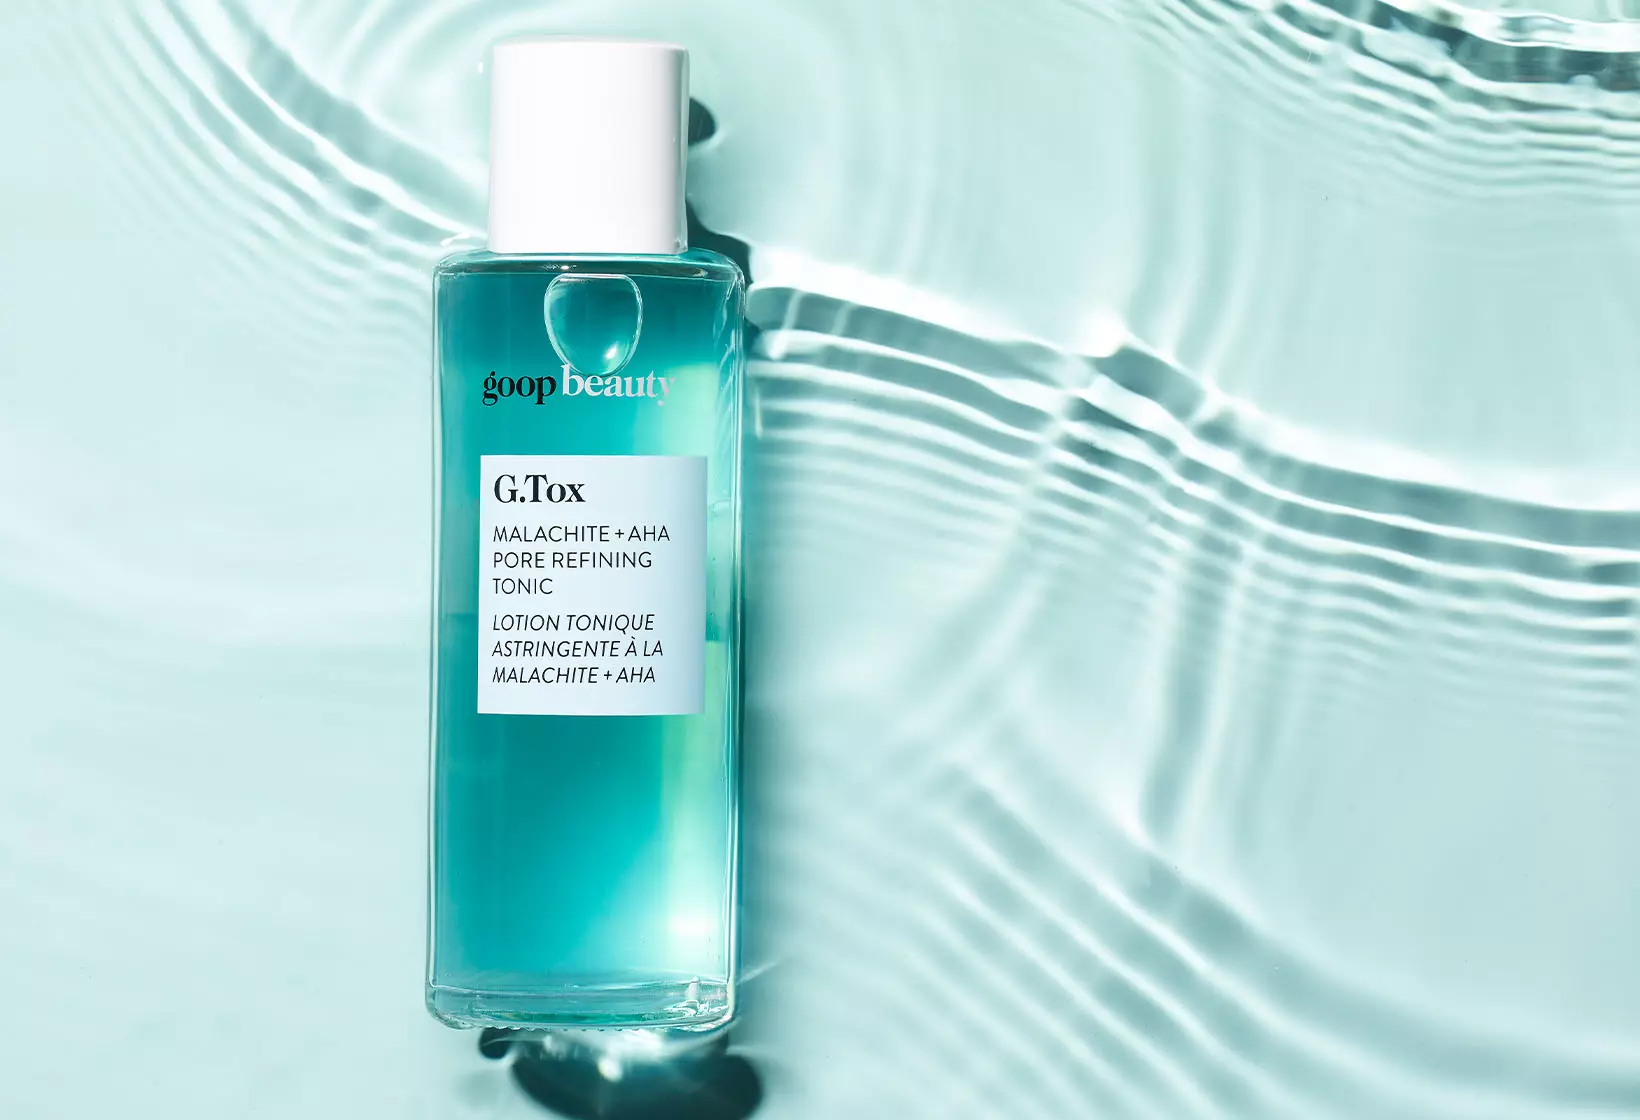 goop beauty
G.Tox
MALACHITE + AHA
PORE REFINING
TONIC
LOTION TONIQUE
ASTRINGENTE À LA
MALACHITE + AHA